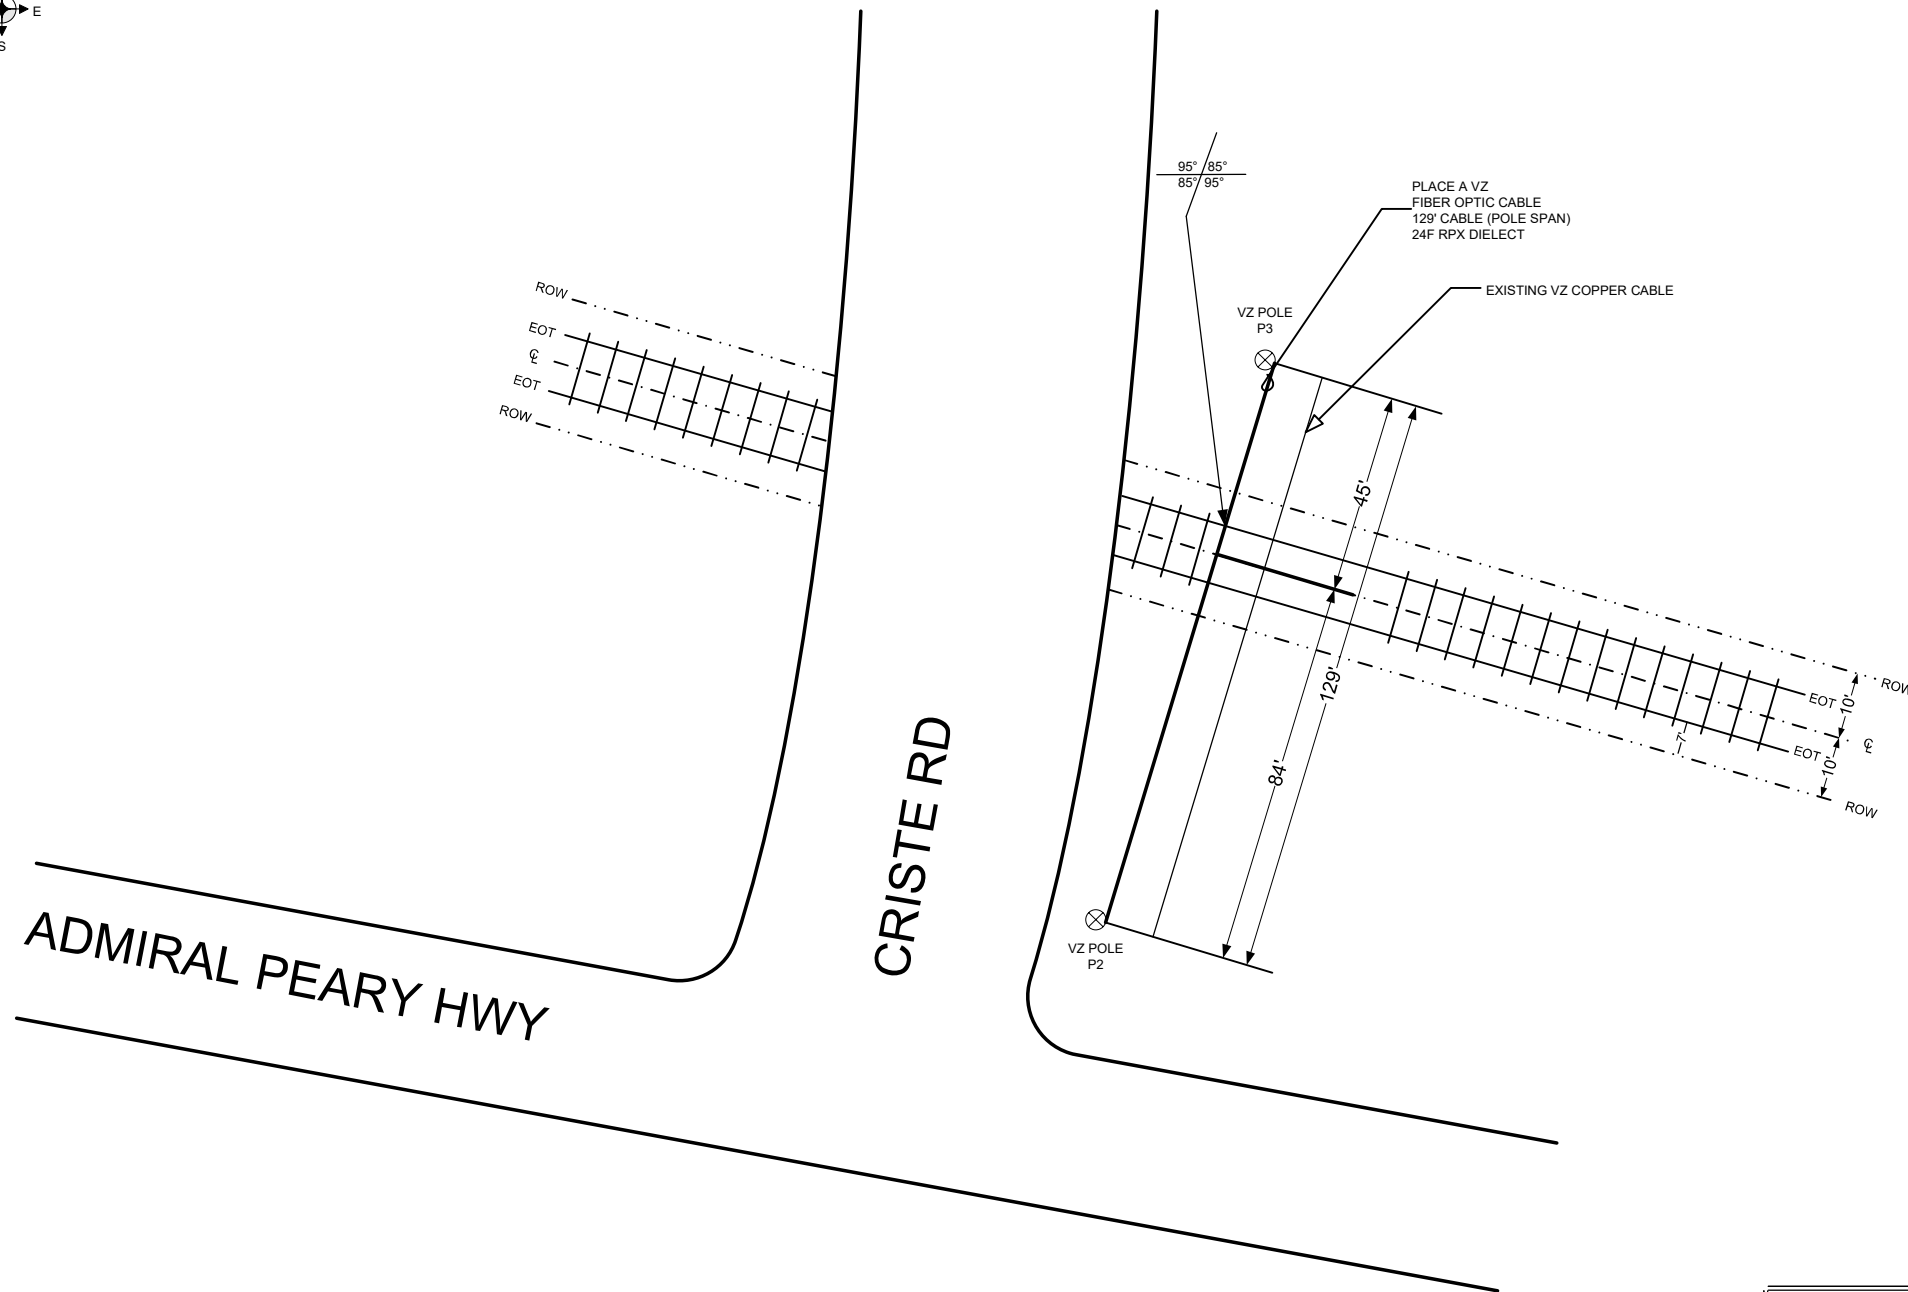 E
S
95° 85°
85° 95°
PLACE A VZ
FIBER OPTIC CABLE
129' CABLE (POLE SPAN)
24F RPX DIELECT
EXISTING VZ COPPER CABLE
VZ POLE
P3
ROW
EOT
℄
EOT
ROW
45'
129'
84'
ROW
EOT
10'
℄
EOT
7'
10'
ROW
CRISTE RD
VZ POLE
P2
ADMIRAL PEARY HWY